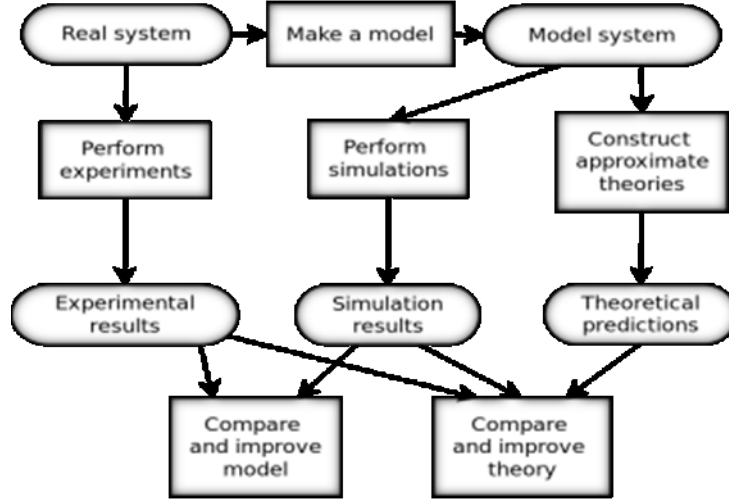 Real system
Make a model
Model system
Perform
experiments
Perform
simulations
Construct
approximate
theories
Experimental
results
Simulation
results
Theoretical
predictions
Compare
and improve
model
Compare
and improve
theory